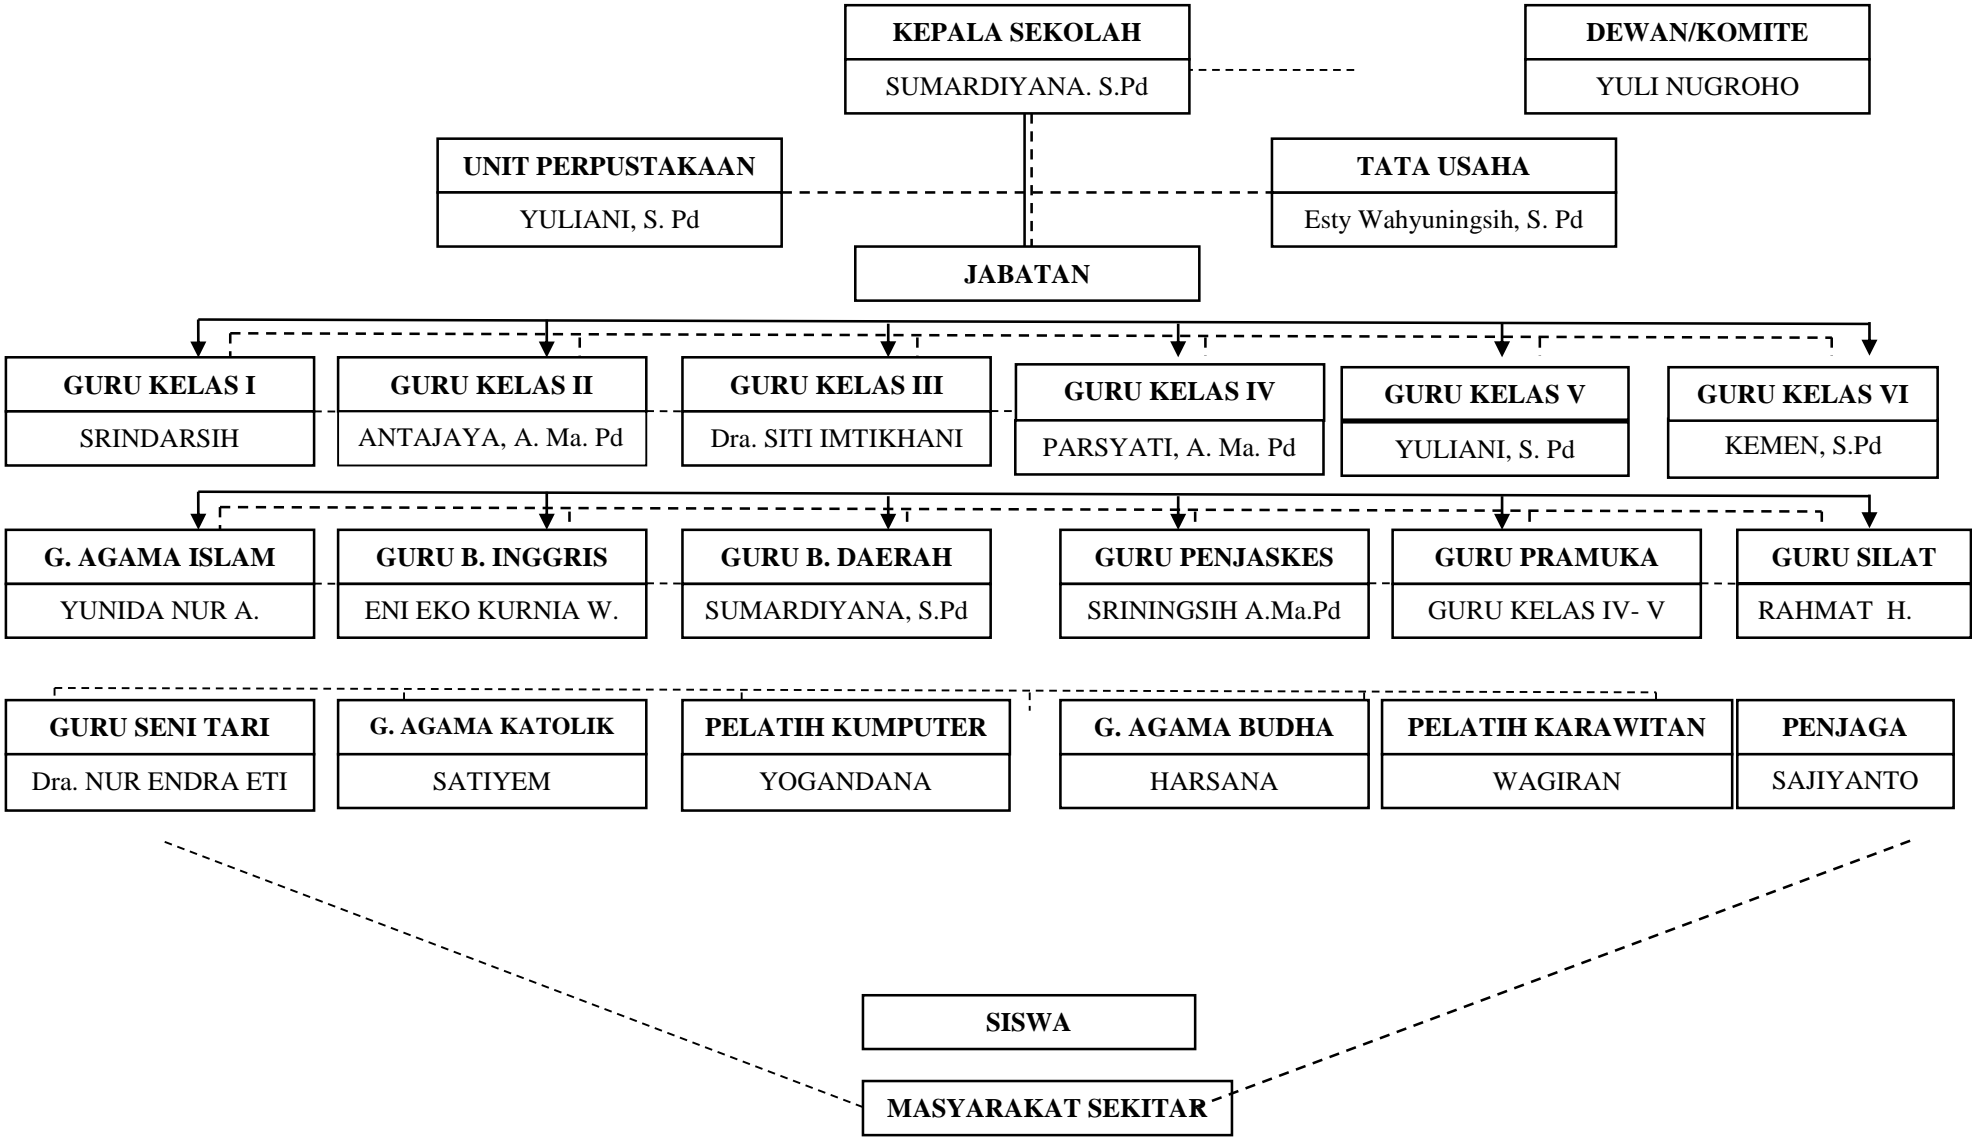 KEPALA SEKOLAH
SUMARDIYANA. S.Pd
DEWAN/KOMITE
YULI NUGROHO
UNIT PERPUSTAKAAN
YULIANI, S. Pd
TATA USAHA
Esty Wahyuningsih, S. Pd
JABATAN
GURU KELAS I
SRINDARSIH
GURU KELAS II
ANTAJAYA, A. Ma. Pd
GURU KELAS III
Dra. SITI IMTIKHANI
GURU KELAS IV
PARSYATI, A. Ma. Pd
GURU KELAS V
YULIANI, S. Pd
GURU KELAS VI
KEMEN, S.Pd
G. AGAMA ISLAM
YUNIDA NUR A.
GURU B. INGGRIS
ENI EKO KURNIA W.
GURU B. DAERAH
SUMARDIYANA, S.Pd
GURU PENJASKES
SRININGSIH A.Ma.Pd
GURU PRAMUKA
GURU KELAS IV- V
GURU SILAT
RAHMAT H.
GURU SENI TARI
Dra. NUR ENDRA ETI
G. AGAMA KATOLIK
SATIYEM
PELATIH KUMPUTER
YOGANDANA
G. AGAMA BUDHA
HARSANA
PELATIH KARAWITAN
WAGIRAN
PENJAGA
SAJIYANTO
SISWA
MASYARAKAT SEKITAR